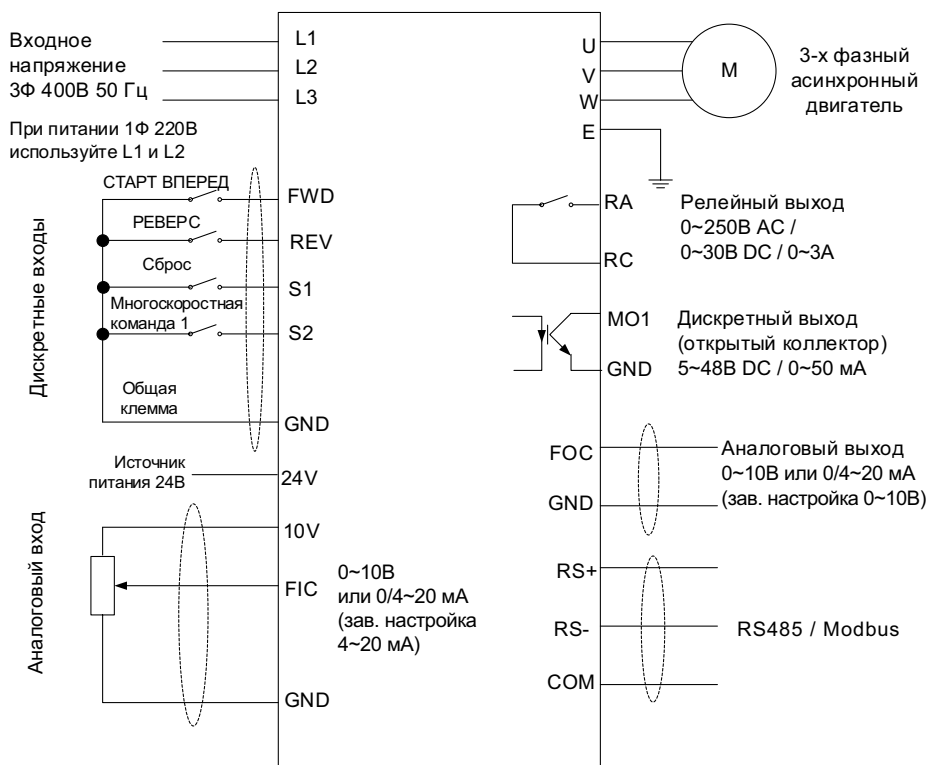 Входное
напряжение
3Ф 400В 50 Гц
L1
L2
L3
При питании 1Ф 220В
используйте L1 и L2
U
V
W
E
M
3-х фазный
асинхронный
двигатель
Дискретные входы
СТАРТ ВПЕРЕД
FWD
РЕВЕРС
REV
Сброс
S1
Многоскоростная
команда 1
S2
Общая
клемма
GND
Источник
питания 24В
24V
Аналоговый вход
10V
FIC
0~10В
или 0/4~20 мА
(зав. настройка
4~20 мА)
GND
RA
RC
Релейный выход
0~250В AC /
0~30В DC / 0~3А
MO1
GND
Дискретный выход
(открытый коллектор)
5~48В DC / 0~50 мА
FOC
GND
Аналоговый выход
0~10В или 0/4~20 мА
(зав. настройка 0~10В)
RS+
RS-
COM
RS485 / Modbus